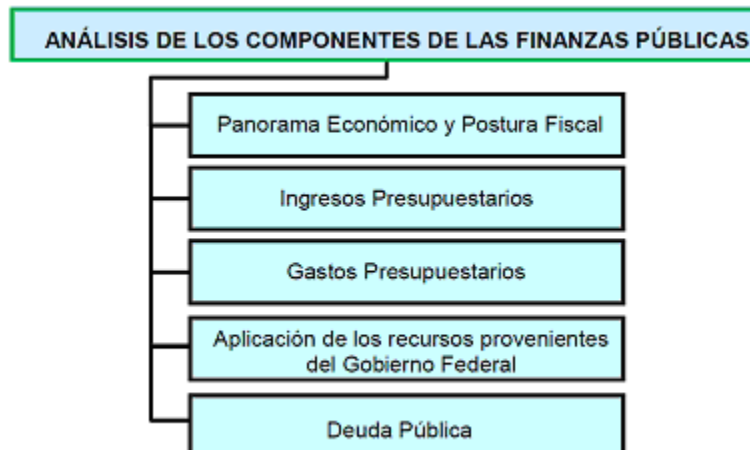 ANÁLISIS DE LOS COMPONENTES DE LAS FINANZAS PÚBLICAS
Panorama Económico y Postura Fiscal
Ingresos Presupuestarios
Gastos Presupuestarios
Aplicación de los recursos provenientes
del Gobierno Federal
Deuda Pública